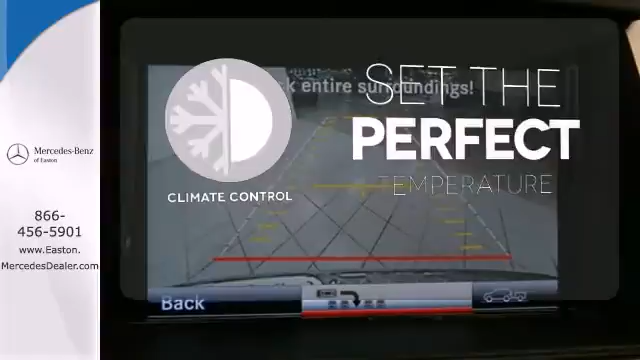 Mercedes-Benz
of Easton
866-
456-5901
www.Easton.
MercedesDealer.com
entire surroundings!
SET THE
PERFECT
TEMPERATURE
CLIMATE CONTROL
Back